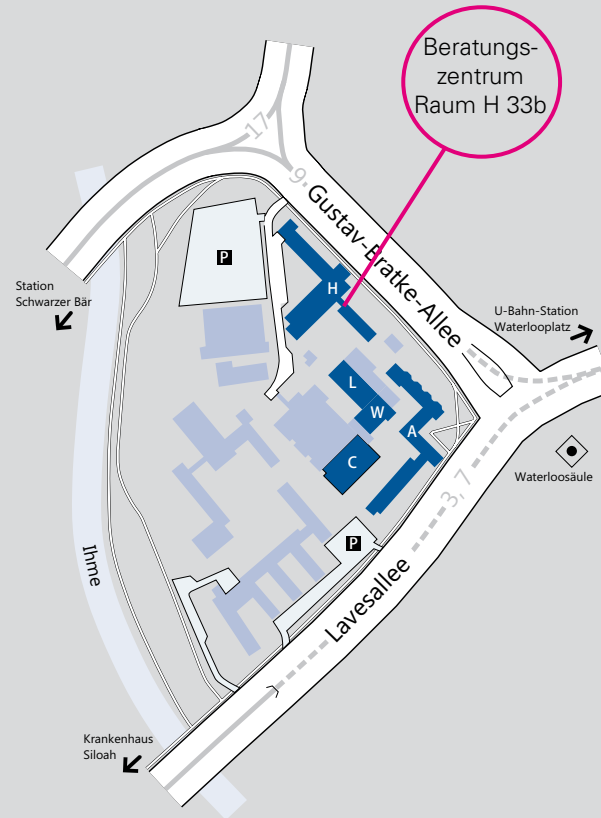 Beratungs-
zentrum
Raum H 33b
17
9
Gustav-Bratke-Allee
P
H
Station
Schwarzer Bär
U-Bahn-Station
Waterlooplatz
L
W
A
C
Waterloosäule
3, 7
P
Ihme
Lavesallee
Krankenhaus
Siloah